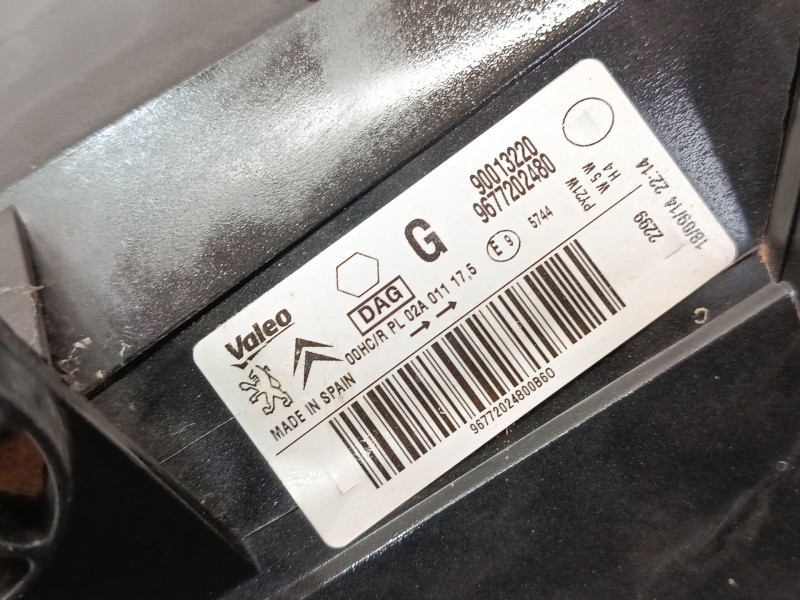 Valeo
DAG
G
90013220
9677202480
00HC/R PL 02A 011 17,5
E 9
5744
PY21W
W5W
H4
2299
18/09/14 22:14
MADE IN SPAIN
96772024800B60